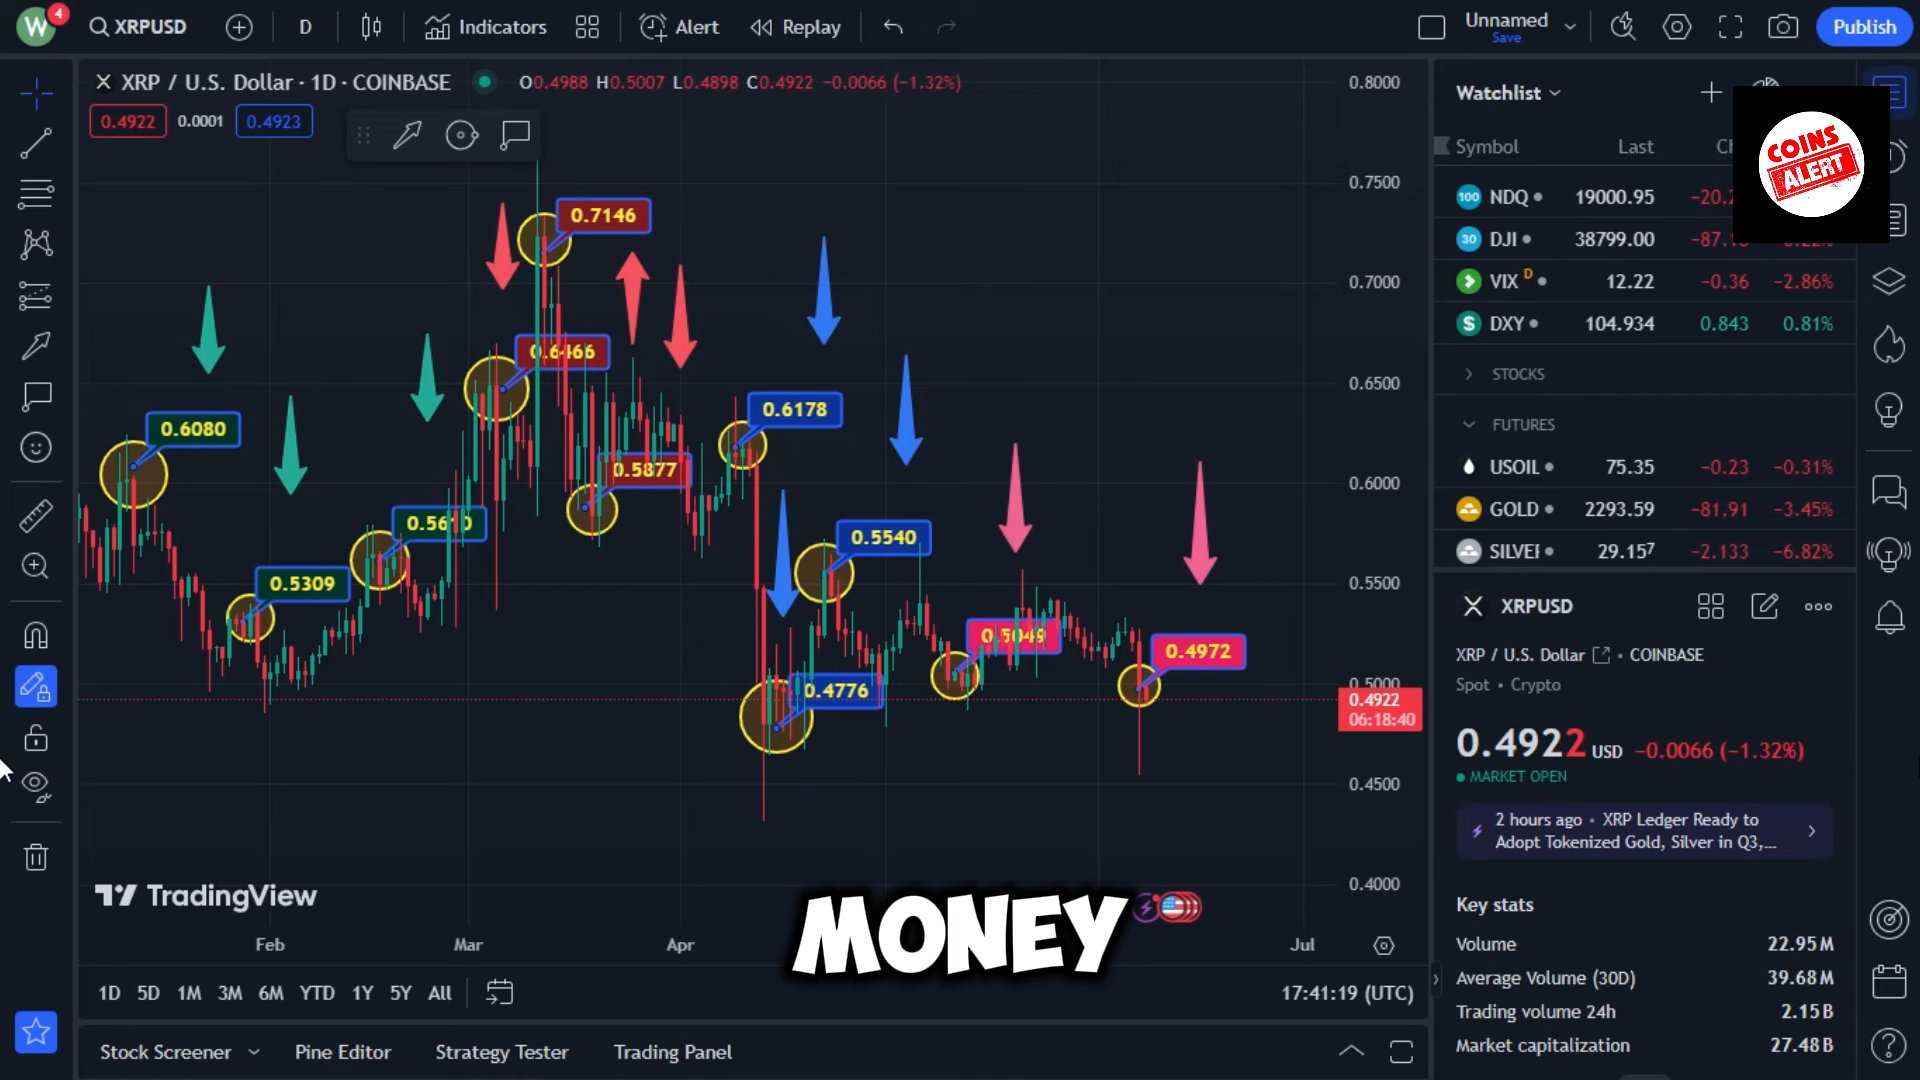 W 4 XRPUSD D Indicators Alert Replay Unnamed Save Publish
XRP / U.S. Dollar · 1D · COINBASE O0.4988 H0.5007 L0.4898 C0.4922 −0.0066 (−1.32%)
0.4922 0.0001 0.4923
0.8000
0.7500
0.7000
0.6500
0.6000
0.5500
0.5000
0.4922
06:18:40
0.4500
0.4000
0.7146
0.6466
0.6080
0.6178
0.5877
0.5540
0.5309
0.5049
0.4972
0.4776
TradingView
MONEY
Feb Mar Apr Jul
1D 5D 1M 3M 6M YTD 1Y 5Y All 17:41:19 (UTC)
Stock Screener Pine Editor Strategy Tester Trading Panel
Watchlist
COINS
ALERT
Symbol Last
100 NDQ 19000.95
30 DJI 38799.00
VIX D 12.22 −0.36 −2.86%
$ DXY 104.934 0.843 0.81%
STOCKS
FUTURES
USOIL 75.35 −0.23 −0.31%
GOLD 2293.59 −81.91 −3.45%
SILVER 29.157 −2.133 −6.82%
XRPUSD
XRP / U.S. Dollar • COINBASE
Spot • Crypto
0.4922 USD −0.0066 (−1.32%)
MARKET OPEN
2 hours ago • XRP Ledger Ready to
Adopt Tokenized Gold, Silver in Q3,...
Key stats
Volume 22.95M
Average Volume (30D) 39.68M
Trading volume 24h 2.15B
Market capitalization 27.48B